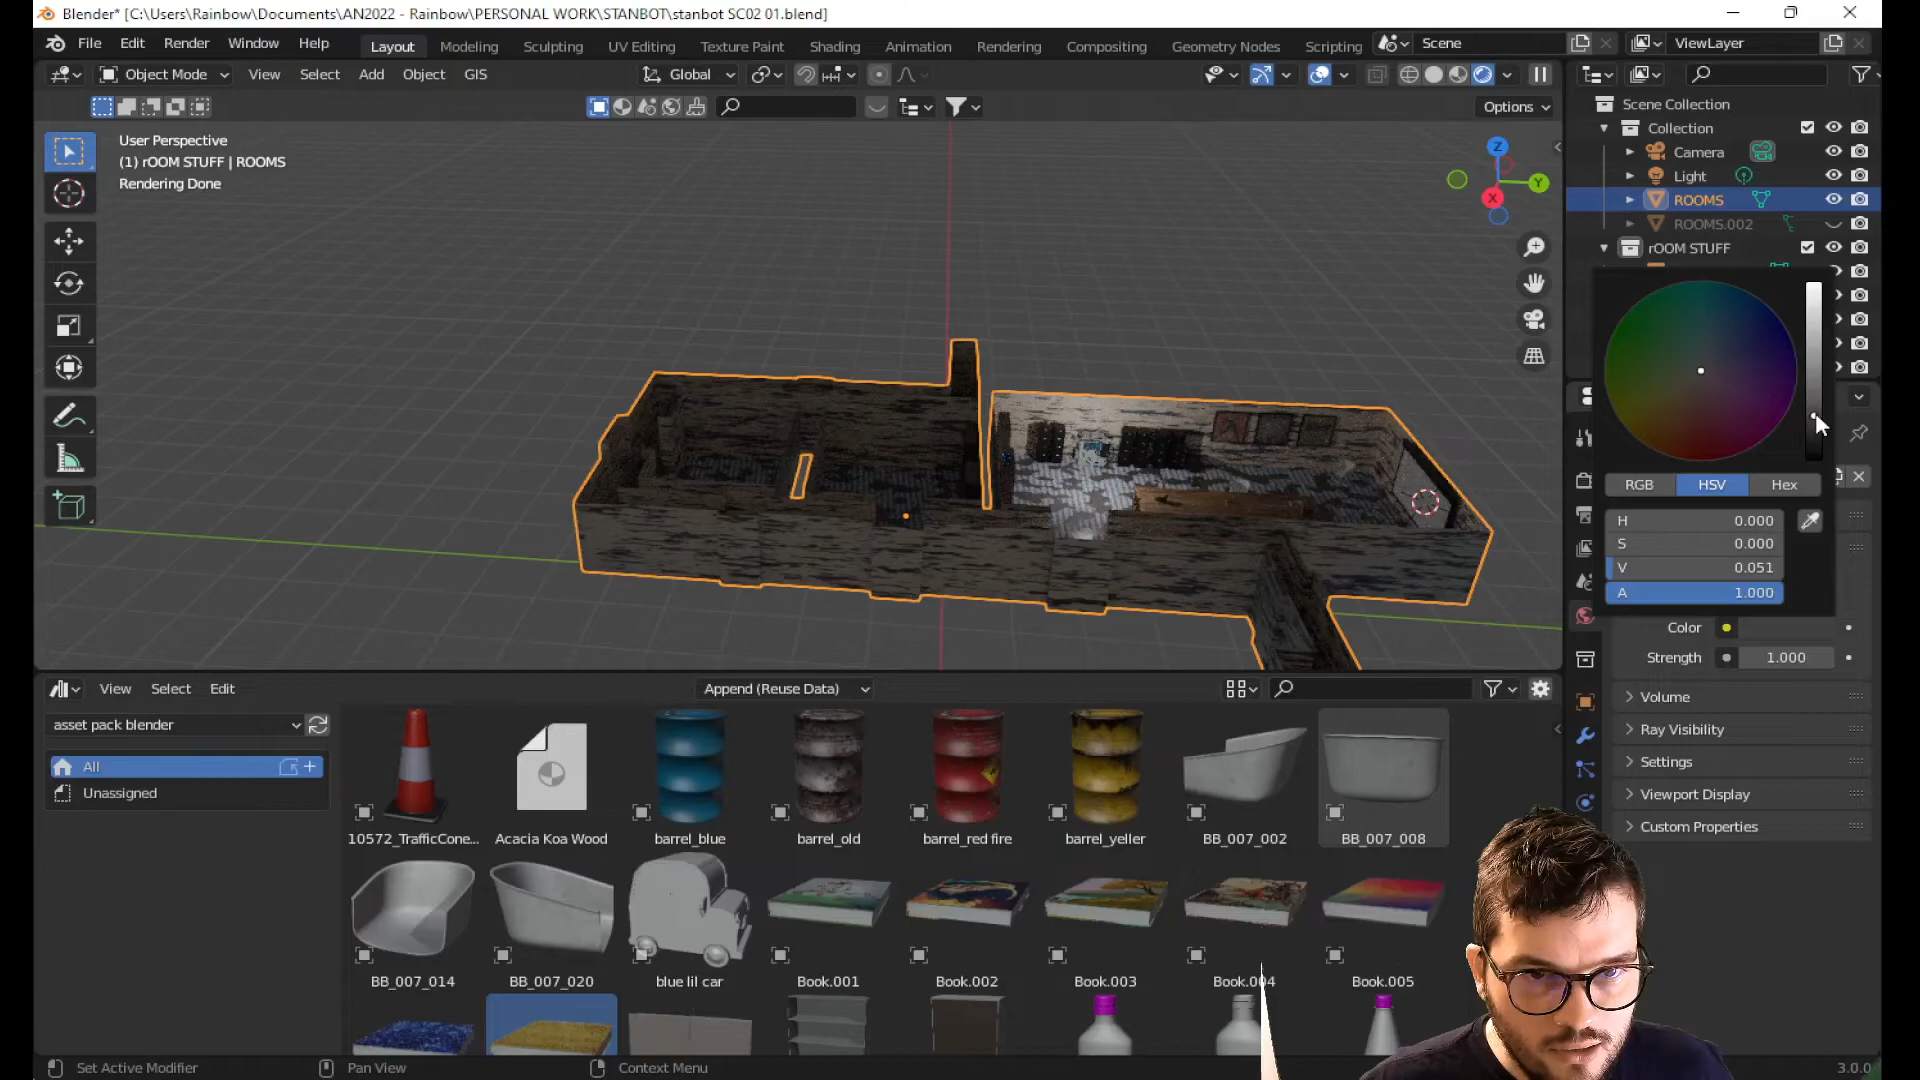 Blender* [C:\Users\Rainbow\Documents\AN2022 - Rainbow\PERSONAL WORK\STANBOT\stanbot SC02 01.blend]
File Edit Render Window Help Layout Modeling Sculpting UV Editing Texture Paint Shading Animation Rendering Compositing Geometry Nodes Scripting Scene ViewLayer
Object Mode View Select Add Object GIS Global
Options
User Perspective
(1) rOOM STUFF | ROOMS
Rendering Done
Z
Y
X
Scene Collection
Collection
Camera
Light
ROOMS
ROOMS.002
rOOM STUFF
RGB HSV Hex
H 0.000
S 0.000
V 0.051
A 1.000
Color
Strength 1.000
Volume
Ray Visibility
Settings
Viewport Display
Custom Properties
View Select Edit Append (Reuse Data)
asset pack blender
All
Unassigned
10572_TrafficCone... Acacia Koa Wood barrel_blue barrel_old barrel_red fire barrel_yeller BB_007_002 BB_007_008
BB_007_014 BB_007_020 blue lil car Book.001 Book.002 Book.003 Book.004 Book.005
Set Active Modifier Pan View Context Menu 3.0.0